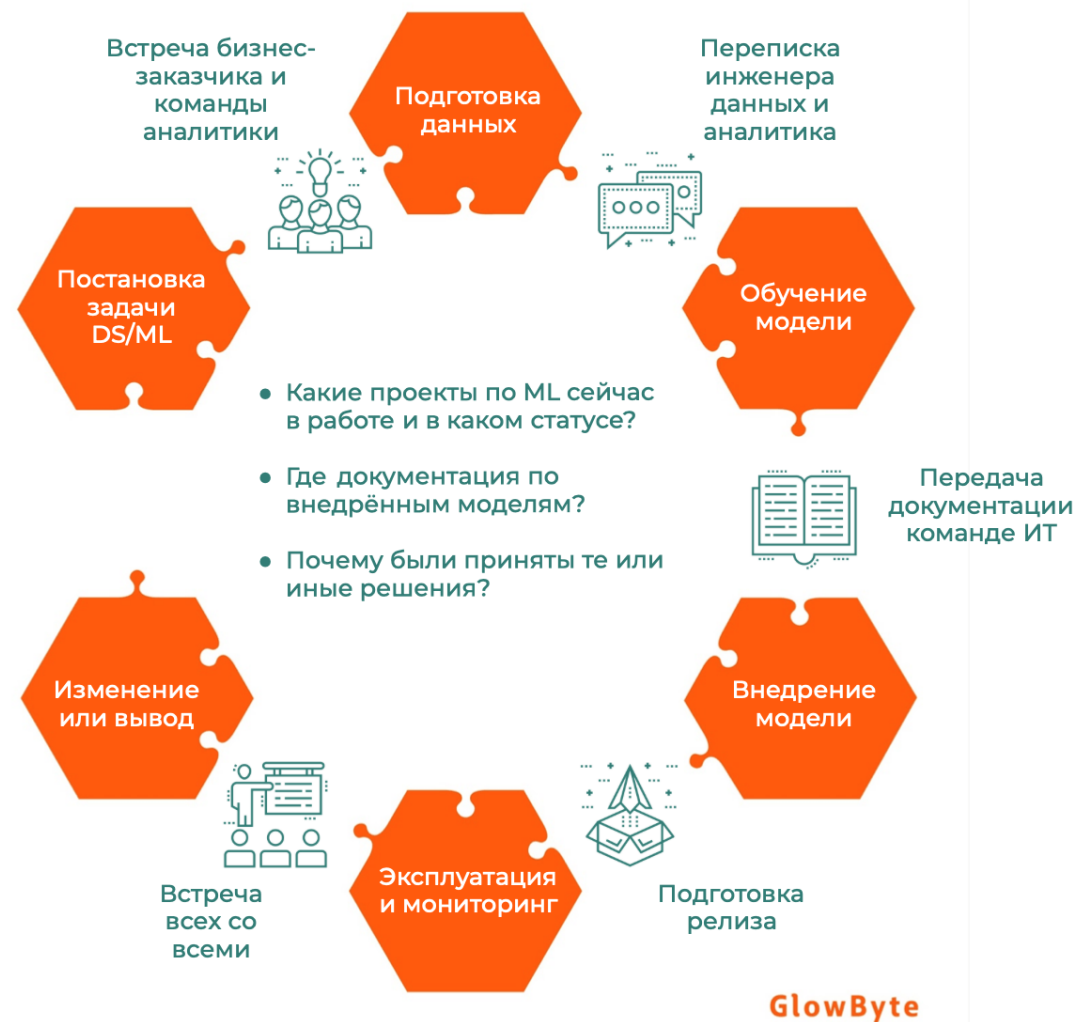 Встреча бизнес-
заказчика и
команды
аналитики
Подготовка
данных
Переписка
инженера
данных и
аналитика
Постановка
задачи
DS/ML
Обучение
модели
● Какие проекты по ML сейчас
в работе и в каком статусе?
● Где документация по
внедрённым моделям?
● Почему были приняты те или
иные решения?
Передача
документации
команде ИТ
Изменение
или вывод
Внедрение
модели
Эксплуатация
и мониторинг
Встреча
всех со
всеми
Подготовка
релиза
GlowByte